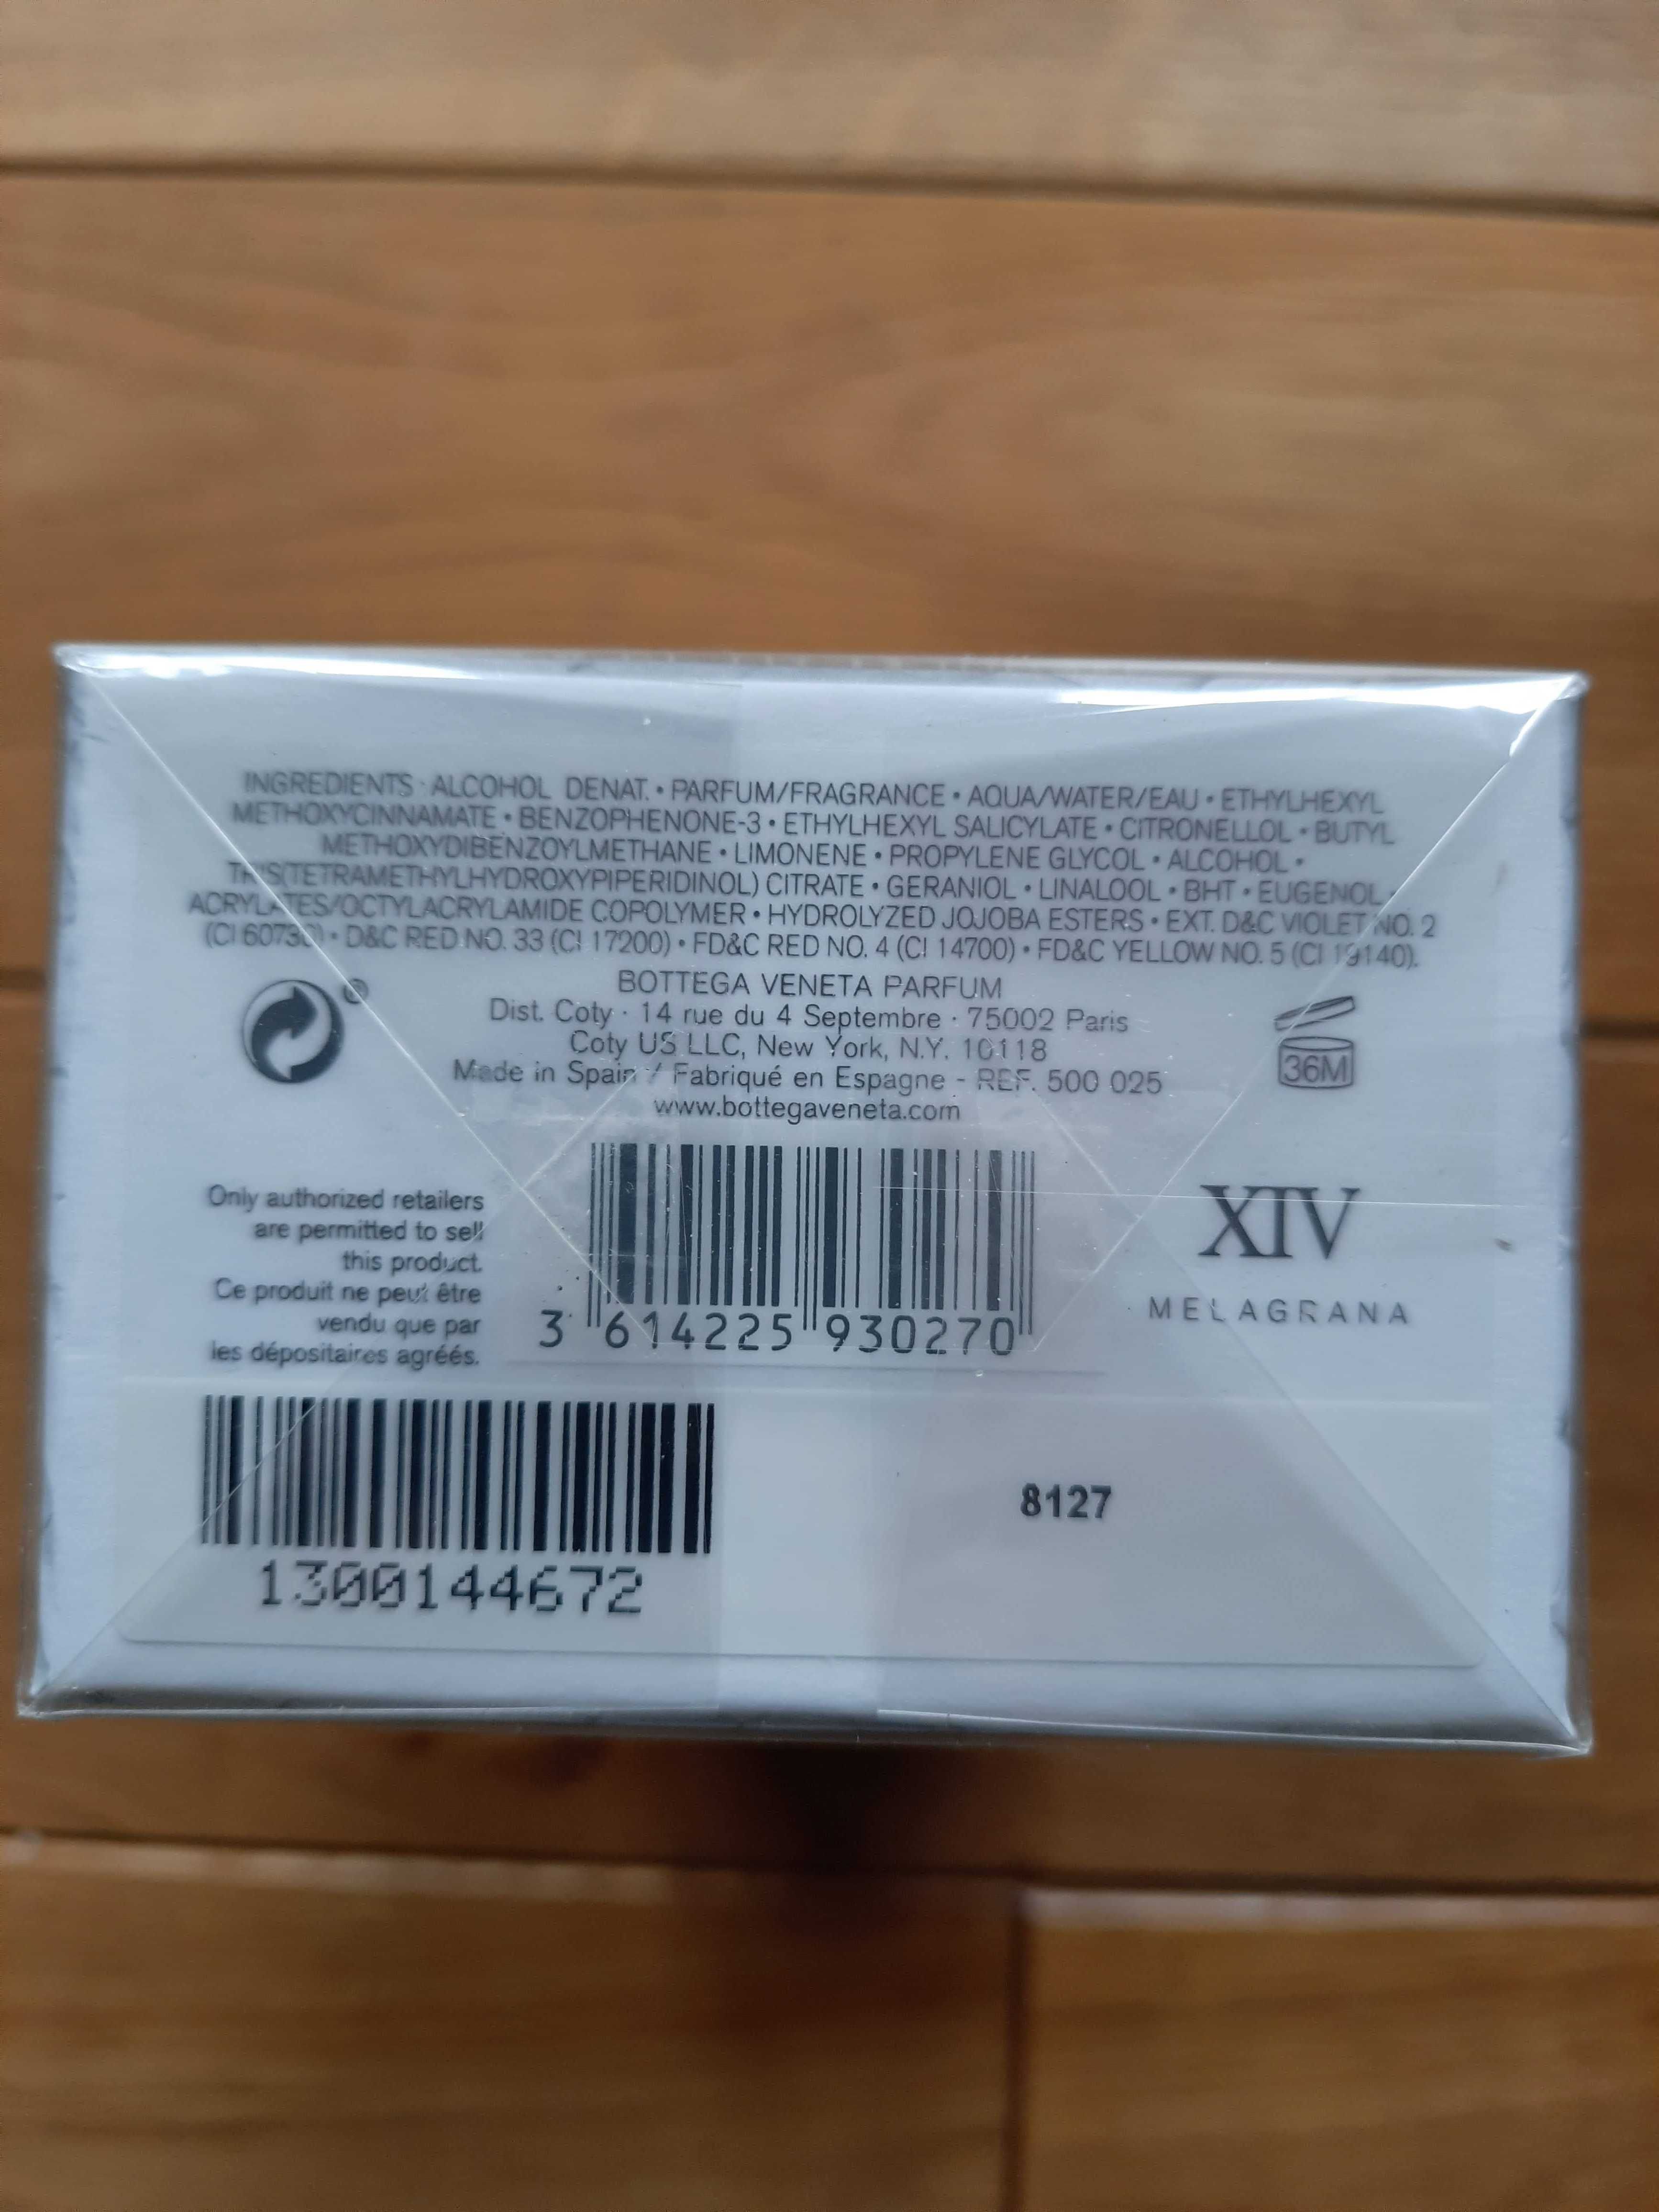 INGREDIENTS : ALCOHOL DENAT. • PARFUM/FRAGRANCE • AQUA/WATER/EAU • ETHYLHEXYL
METHOXYCINNAMATE • BENZOPHENONE-3 • ETHYLHEXYL SALICYLATE • CITRONELLOL • BUTYL
METHOXYDIBENZOYLMETHANE • LIMONENE • PROPYLENE GLYCOL • ALCOHOL •
TRIS(TETRAMETHYLHYDROXYPIPERIDINOL) CITRATE • GERANIOL • LINALOOL • BHT • EUGENOL •
ACRYLATES/OCTYLACRYLAMIDE COPOLYMER • HYDROLYZED JOJOBA ESTERS • EXT. D&C VIOLET NO. 2
(CI 60730) • D&C RED NO. 33 (CI 17200) • FD&C RED NO. 4 (CI 14700) • FD&C YELLOW NO. 5 (CI 19140).
®
BOTTEGA VENETA PARFUM
Dist. Coty · 14 rue du 4 Septembre · 75002 Paris
Coty US LLC, New York, N.Y. 10118
Made in Spain / Fabriqué en Espagne - REF. 500 025
www.bottegaveneta.com
36M
Only authorized retailers
are permitted to sell
this product.
Ce produit ne peut être
vendu que par
les dépositaires agréés.
3 614225 930270
XIV
MELAGRANA
1300144672
8127